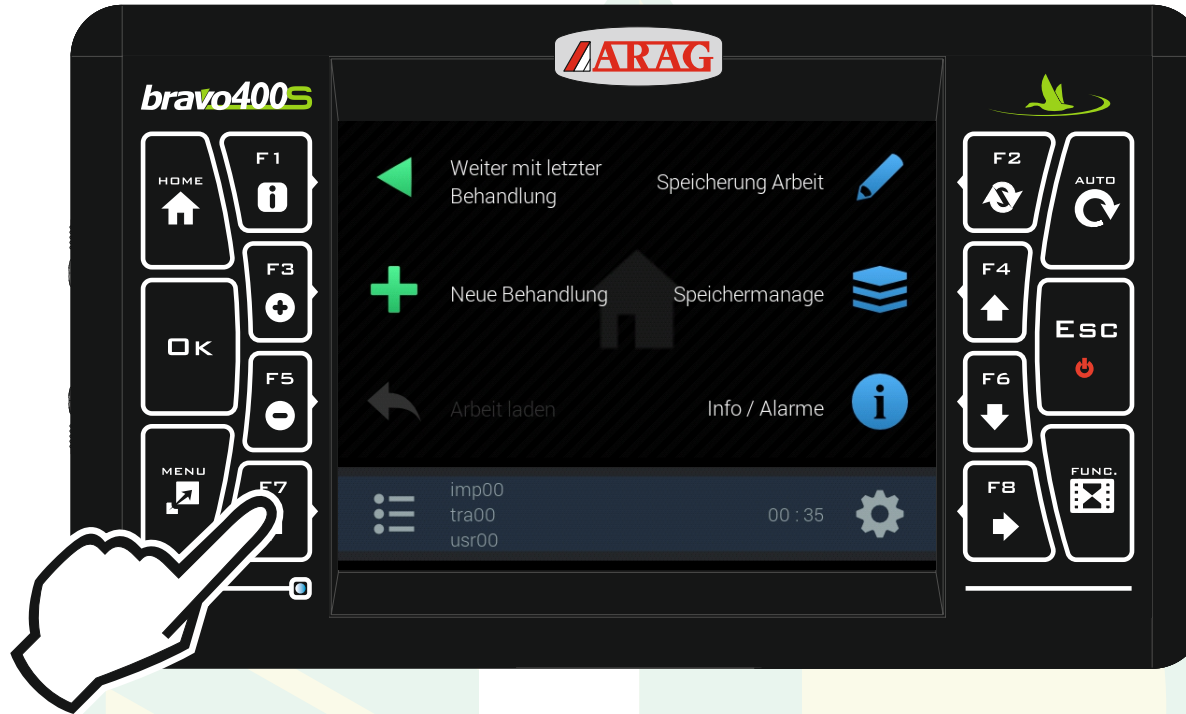 ARAG
bravo400S
HOME
F1
F3
OK
F5
MENU
F7
Weiter mit letzter
Behandlung
Speicherung Arbeit
Neue Behandlung
Speichermanage
Arbeit laden
Info / Alarme
imp00
tra00
usr00
00 : 35
F2
AUTO
F4
ESC
F6
F8
FUNC.